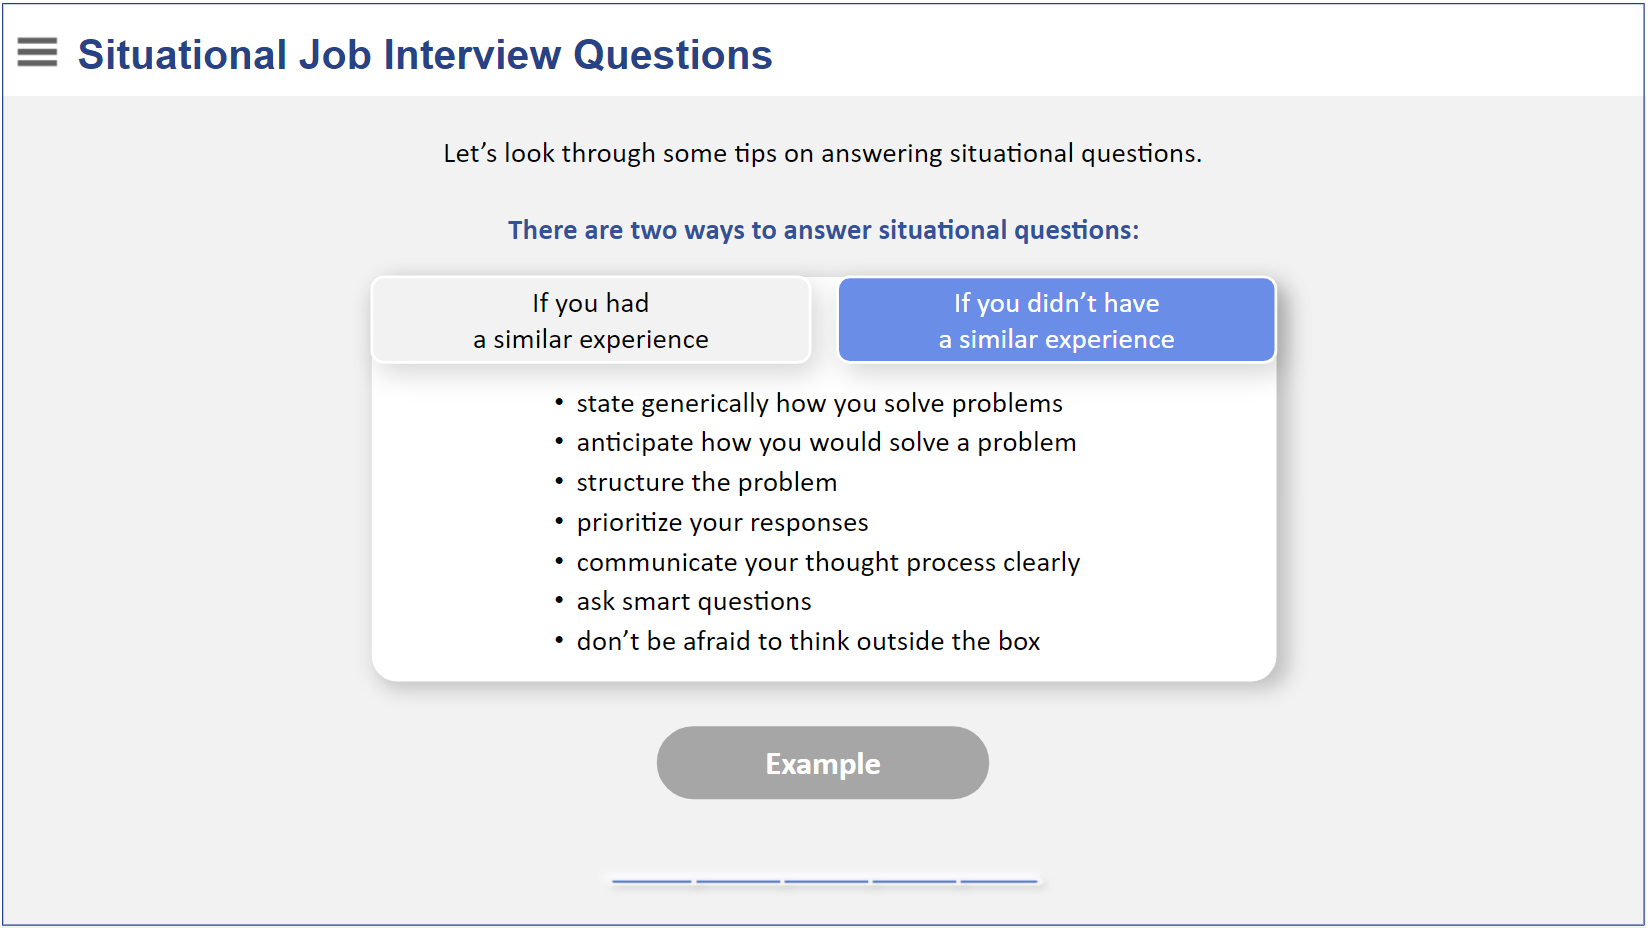 Situational Job Interview Questions
Let’s look through some tips on answering situational questions.
There are two ways to answer situational questions:
If you had
a similar experience
If you didn’t have
a similar experience
• state generically how you solve problems
• anticipate how you would solve a problem
• structure the problem
• prioritize your responses
• communicate your thought process clearly
• ask smart questions
• don’t be afraid to think outside the box
Example